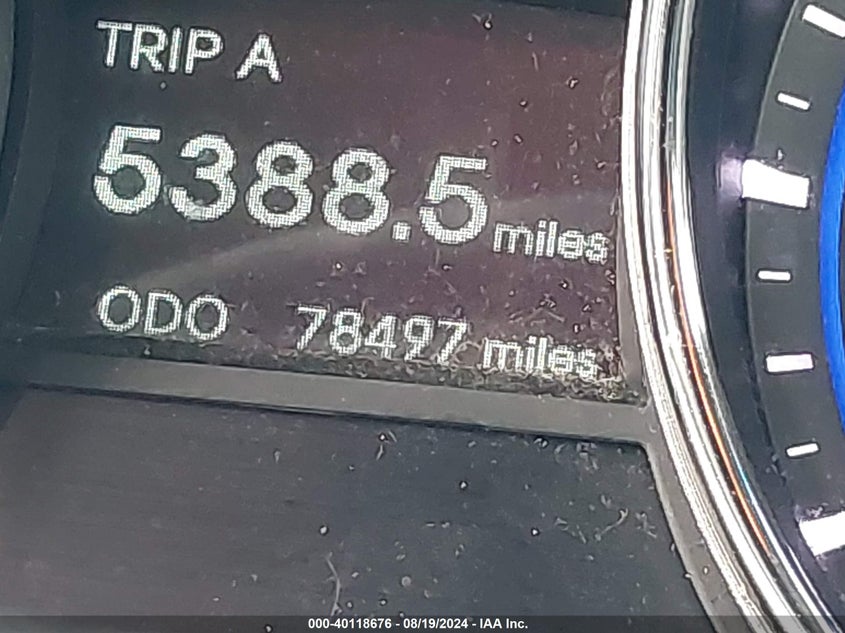 TRIP A
5388.5 miles
ODO 78497 miles
000-40118676 - 08/19/2024 - IAA Inc.